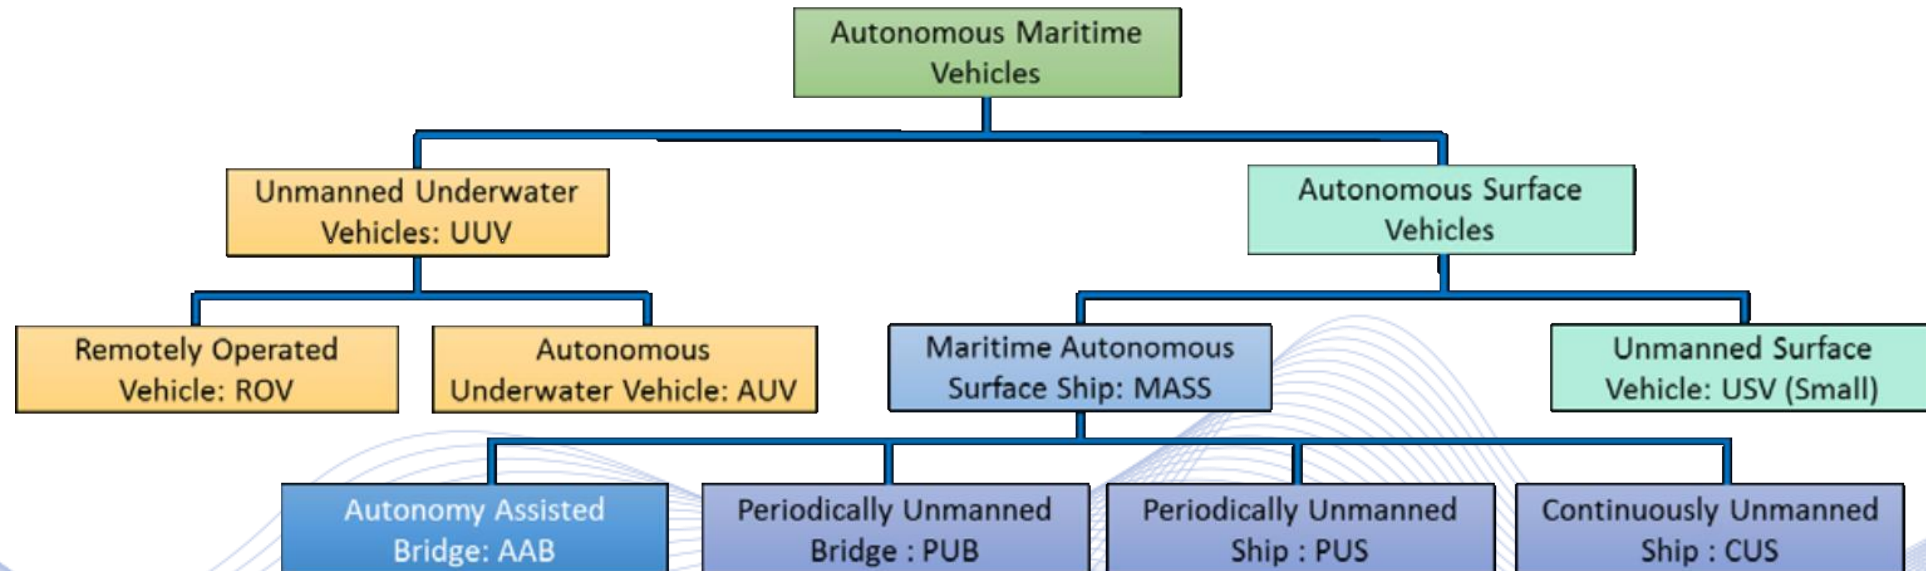 Autonomous Maritime
Vehicles
Unmanned Underwater
Vehicles: UUV
Autonomous Surface
Vehicles
Remotely Operated
Vehicle: ROV
Autonomous
Underwater Vehicle: AUV
Maritime Autonomous
Surface Ship: MASS
Unmanned Surface
Vehicle: USV (Small)
Autonomy Assisted
Bridge: AAB
Periodically Unmanned
Bridge : PUB
Periodically Unmanned
Ship : PUS
Continuously Unmanned
Ship : CUS